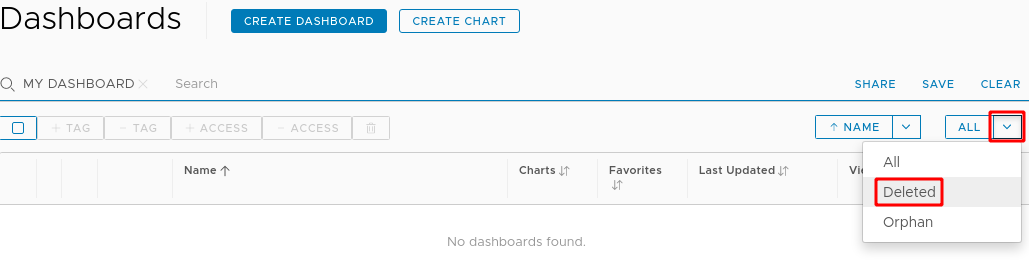 Dashboards
CREATE DASHBOARD
CREATE CHART
MY DASHBOARD
Search
SHARE
SAVE
CLEAR
+ TAG
− TAG
+ ACCESS
− ACCESS
↑ NAME
ALL
All
Deleted
Orphan
Name ↑
Charts
Favorites
Last Updated
Vie
No dashboards found.